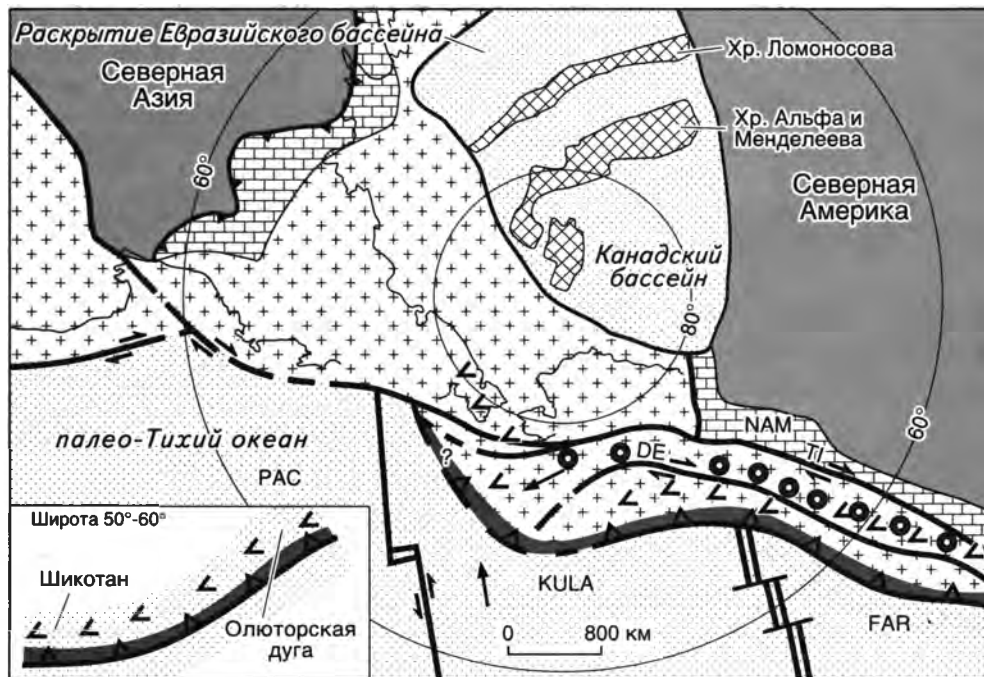 Раскрытие Евразийского бассейна
Северная
Азия
Хр. Ломоносова
Хр. Альфа и
Менделеева
60°
Северная
Америка
Канадский
бассейн
80°
60°
палео-Тихий океан
PAC
?
DE
NAM
TI
Широта 50°-60°
Шикотан
Олюторская
дуга
KULA
FAR
0 800 км